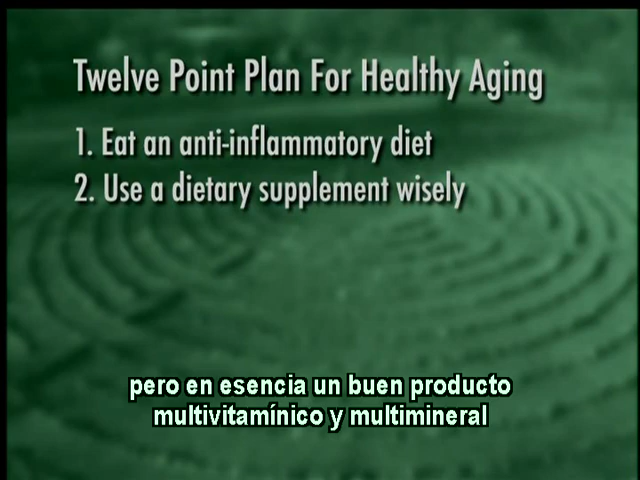 Twelve Point Plan For Healthy Aging
1. Eat an anti-inflammatory diet
2. Use a dietary supplement wisely
pero en esencia un buen producto
multivitamínico y multimineral